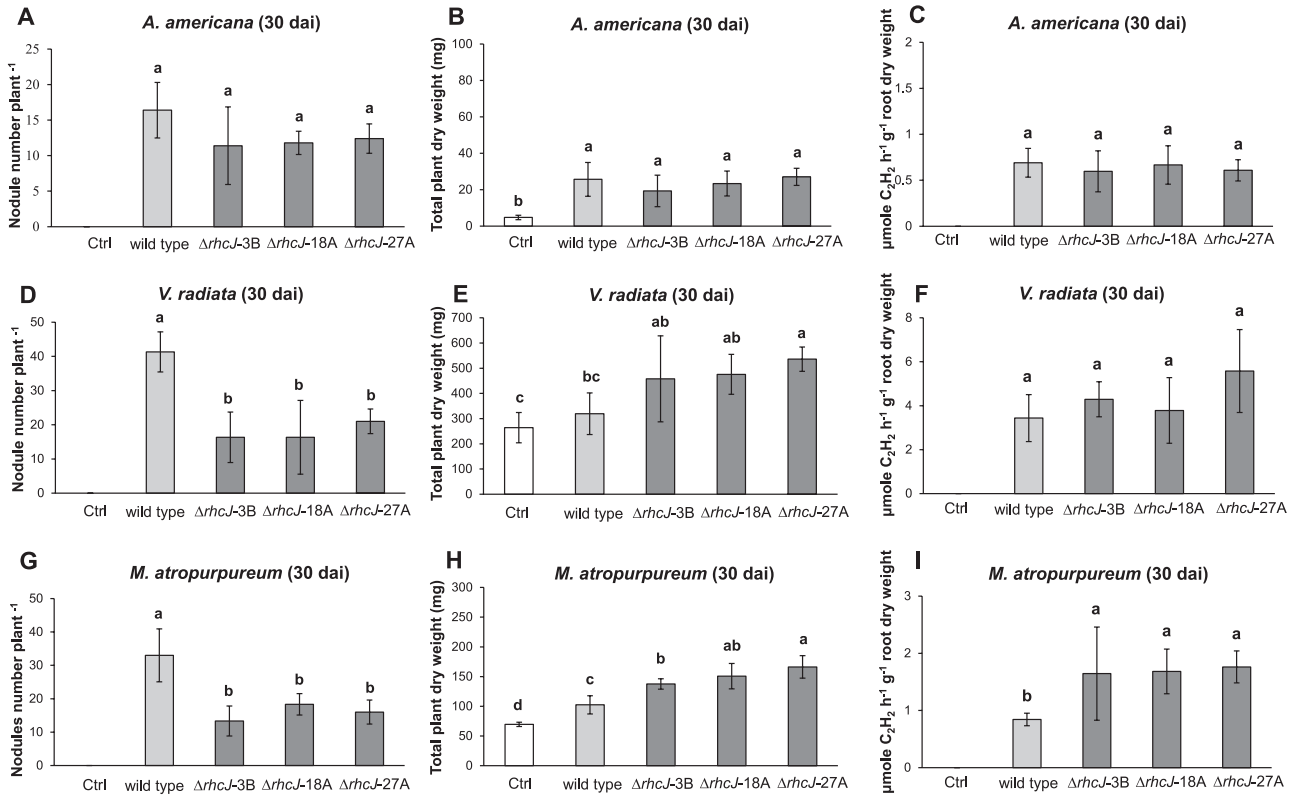 A
A. americana (30 dai)
Nodule number plant -1
25
20
15
10
5
0
a
a
a
a
Ctrl wild type ΔrhcJ-3B ΔrhcJ-18A ΔrhcJ-27A
B
A. americana (30 dai)
Total plant dry weight (mg)
100
80
60
40
20
0
b
a
a
a
a
Ctrl wild type ΔrhcJ-3B ΔrhcJ-18A ΔrhcJ-27A
C
A. americana (30 dai)
µmole C₂H₂ h⁻¹ g⁻¹ root dry weight
2
1.5
1
0.5
0
a
a
a
a
Ctrl wild type ΔrhcJ-3B ΔrhcJ-18A ΔrhcJ-27A
D
V. radiata (30 dai)
Nodule number plant -1
50
40
30
20
10
0
a
b
b
b
Ctrl wild type ΔrhcJ-3B ΔrhcJ-18A ΔrhcJ-27A
E
V. radiata (30 dai)
Total plant dry weight (mg)
700
600
500
400
300
200
100
0
c
bc
ab
ab
a
Ctrl wild type ΔrhcJ-3B ΔrhcJ-18A ΔrhcJ-27A
F
V. radiata (30 dai)
µmole C₂H₂ h⁻¹ g⁻¹ root dry weight
8
6
4
2
0
a
a
a
a
Ctrl wild type ΔrhcJ-3B ΔrhcJ-18A ΔrhcJ-27A
G
M. atropurpureum (30 dai)
Nodules number plant -1
50
40
30
20
10
0
a
b
b
b
Ctrl wild type ΔrhcJ-3B ΔrhcJ-18A ΔrhcJ-27A
H
M. atropurpureum (30 dai)
Total plant dry weight (mg)
300
250
200
150
100
50
0
d
c
b
ab
a
Ctrl wild type ΔrhcJ-3B ΔrhcJ-18A ΔrhcJ-27A
I
M. atropurpureum (30 dai)
µmole C₂H₂ h⁻¹ g⁻¹ root dry weight
3
2
1
0
b
a
a
a
Ctrl wild type ΔrhcJ-3B ΔrhcJ-18A ΔrhcJ-27A